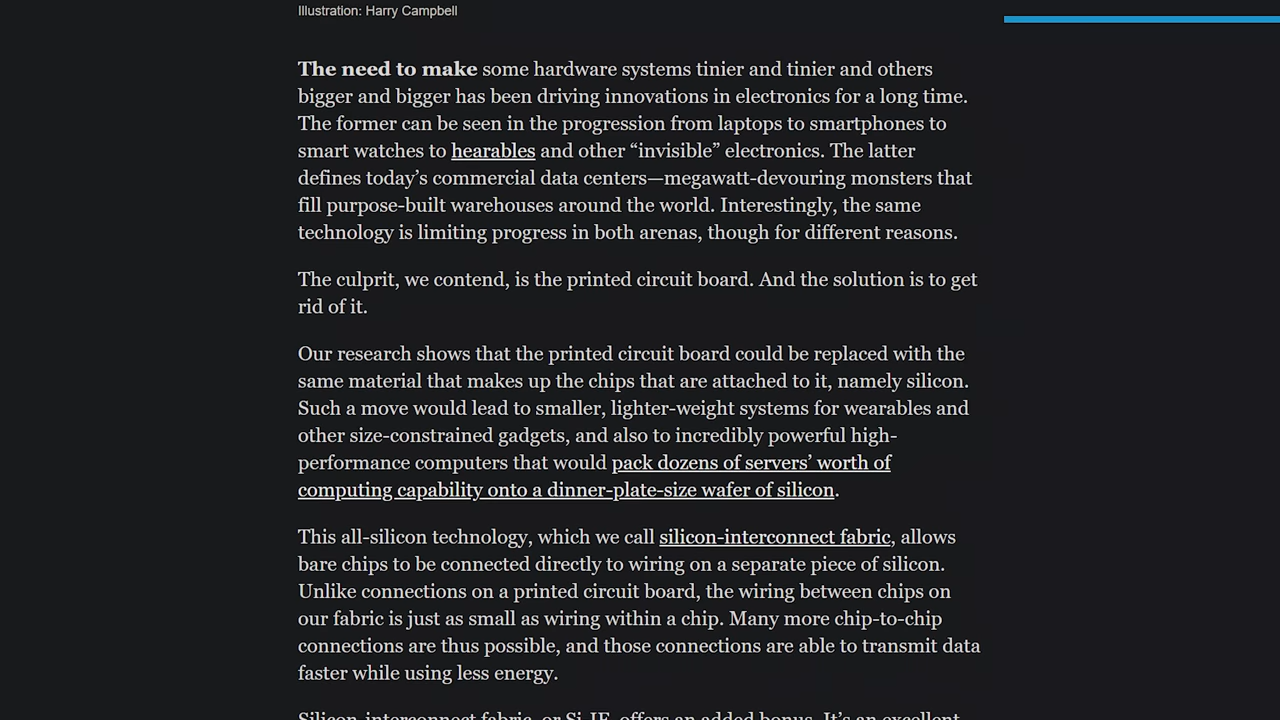 Illustration: Harry Campbell
The need to make some hardware systems tinier and tinier and others
bigger and bigger has been driving innovations in electronics for a long time.
The former can be seen in the progression from laptops to smartphones to
smart watches to hearables and other “invisible” electronics. The latter
defines today’s commercial data centers—megawatt-devouring monsters that
fill purpose-built warehouses around the world. Interestingly, the same
technology is limiting progress in both arenas, though for different reasons.
The culprit, we contend, is the printed circuit board. And the solution is to get
rid of it.
Our research shows that the printed circuit board could be replaced with the
same material that makes up the chips that are attached to it, namely silicon.
Such a move would lead to smaller, lighter-weight systems for wearables and
other size-constrained gadgets, and also to incredibly powerful high-
performance computers that would pack dozens of servers’ worth of
computing capability onto a dinner-plate-size wafer of silicon.
This all-silicon technology, which we call silicon-interconnect fabric, allows
bare chips to be connected directly to wiring on a separate piece of silicon.
Unlike connections on a printed circuit board, the wiring between chips on
our fabric is just as small as wiring within a chip. Many more chip-to-chip
connections are thus possible, and those connections are able to transmit data
faster while using less energy.
Silicon-interconnect fabric, or Si-IF, offers an added bonus. It’s an excellent